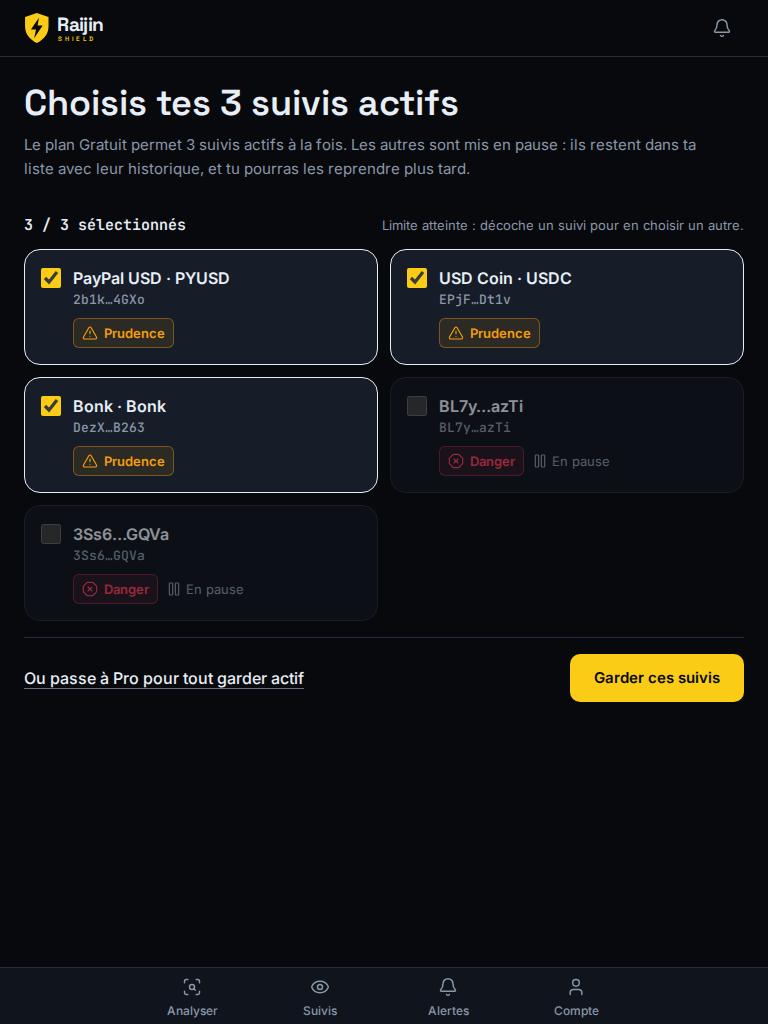 Raijin
SHIELD
Choisis tes 3 suivis actifs
Le plan Gratuit permet 3 suivis actifs à la fois. Les autres sont mis en pause : ils restent dans ta
liste avec leur historique, et tu pourras les reprendre plus tard.
3 / 3 sélectionnés
Limite atteinte : décoche un suivi pour en choisir un autre.
PayPal USD · PYUSD
2b1k…4GXo
Prudence
USD Coin · USDC
EPjF…Dt1v
Prudence
Bonk · Bonk
DezX…B263
Prudence
BL7y…azTi
BL7y…azTi
Danger
En pause
3Ss6…GQVa
3Ss6…GQVa
Danger
En pause
Ou passe à Pro pour tout garder actif
Garder ces suivis
Analyser
Suivis
Alertes
Compte